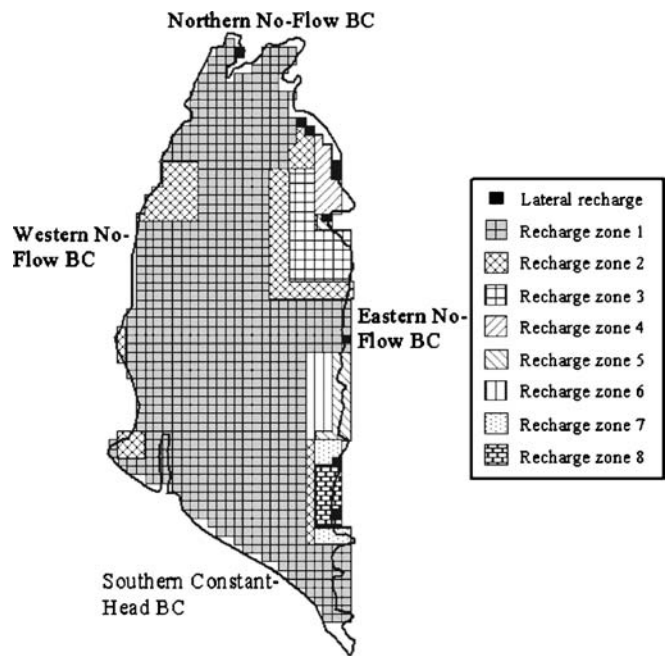 Northern No-Flow BC
Western No-
Flow BC
Eastern No-
Flow BC
Southern Constant-
Head BC
Lateral recharge
Recharge zone 1
Recharge zone 2
Recharge zone 3
Recharge zone 4
Recharge zone 5
Recharge zone 6
Recharge zone 7
Recharge zone 8